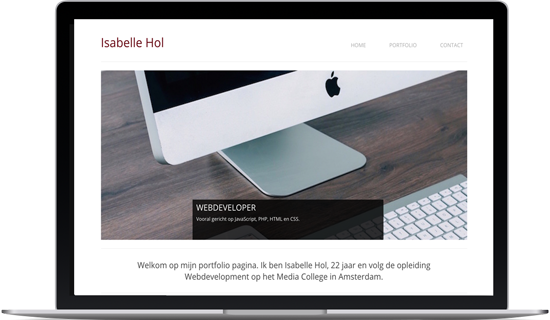 Isabelle Hol
HOME PORTFOLIO CONTACT
WEBDEVELOPER
Vooral gericht op JavaScript, PHP, HTML en CSS.
Welkom op mijn portfolio pagina. Ik ben Isabelle Hol, 22 jaar en volg de opleiding
Webdevelopment op het Media College in Amsterdam.